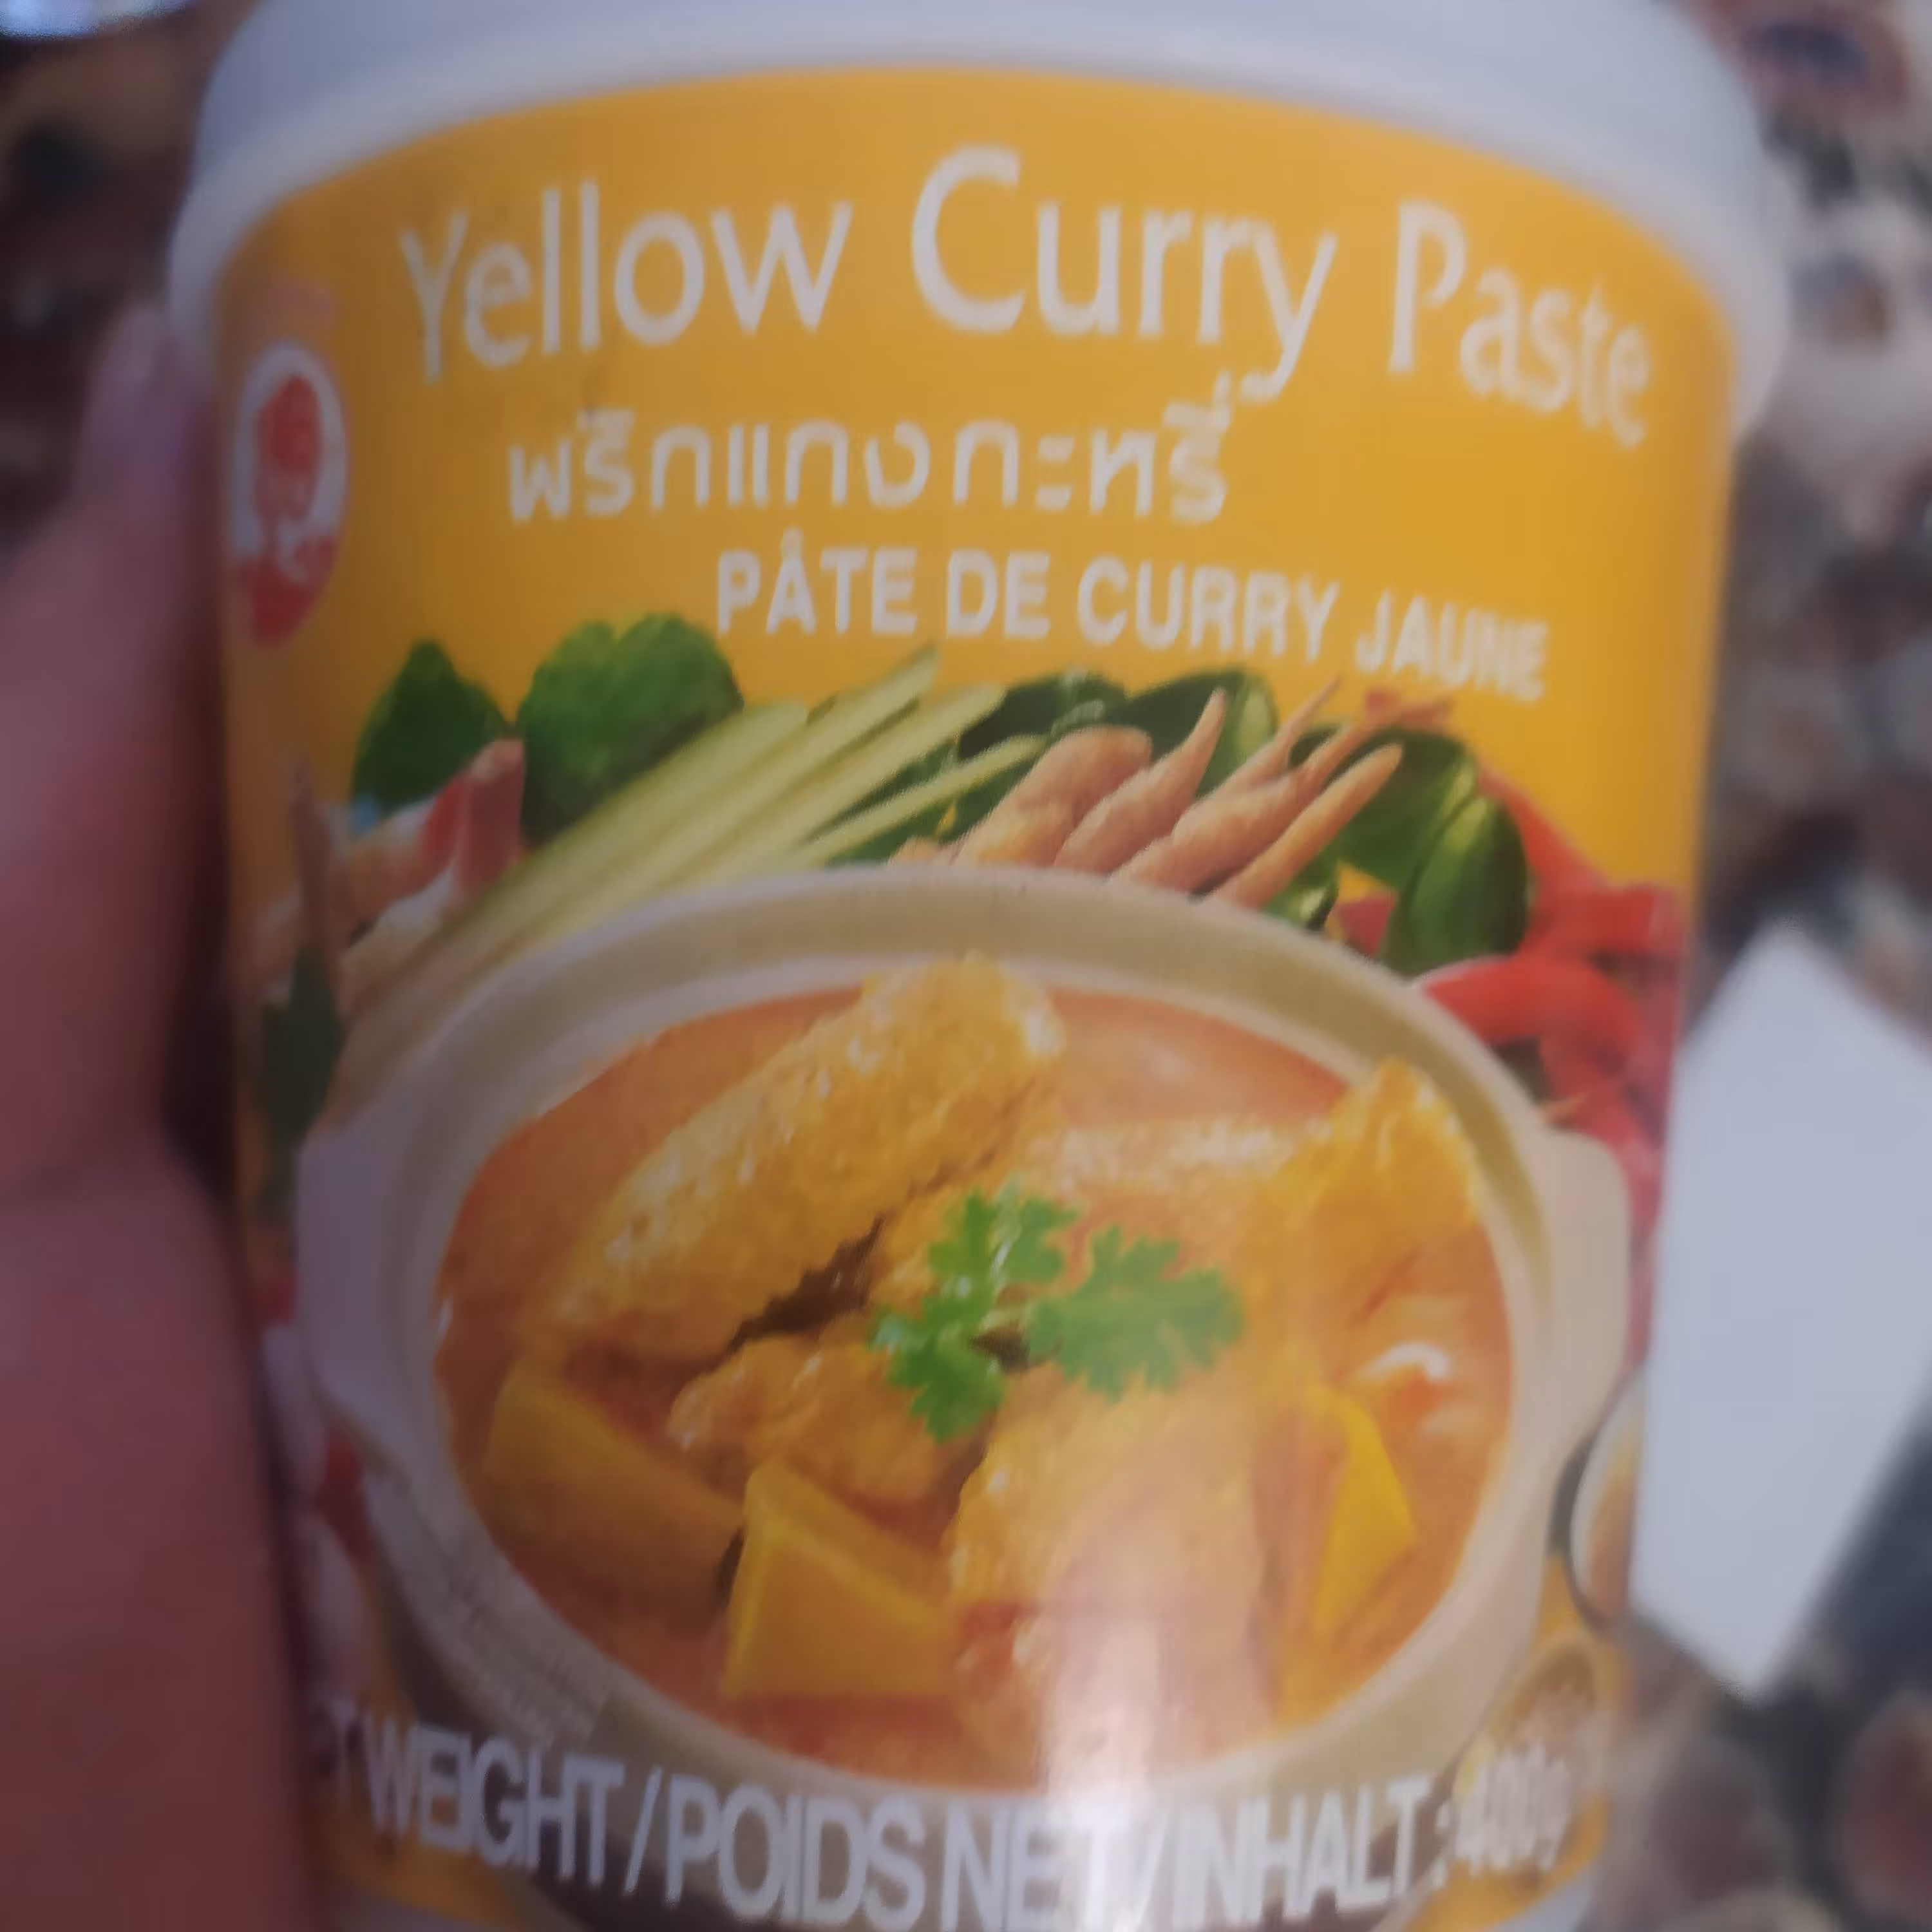 Yellow Curry Paste
พริกแกงกะหรี่
PÂTE DE CURRY JAUNE
WEIGHT / POIDS NET / INHALT : 400g